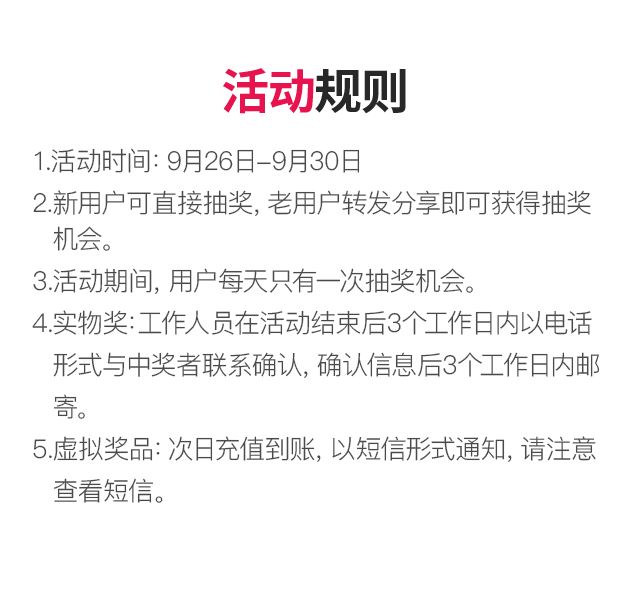 活动规则
1.活动时间: 9月26日-9月30日
2.新用户可直接抽奖, 老用户转发分享即可获得抽奖
机会。
3.活动期间, 用户每天只有一次抽奖机会。
4.实物奖:工作人员在活动结束后3个工作日内以电话
形式与中奖者联系确认, 确认信息后3个工作日内邮
寄。
5.虚拟奖品: 次日充值到账, 以短信形式通知, 请注意
查看短信。